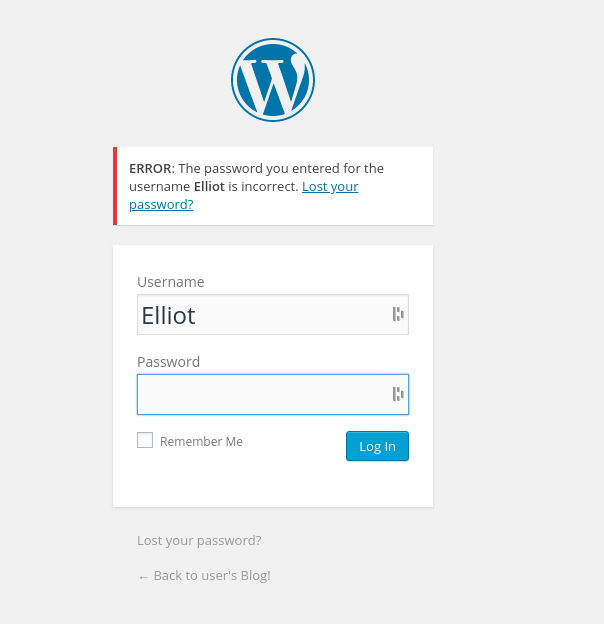 ERROR: The password you entered for the
username Elliot is incorrect. Lost your
password?
Username
Elliot
Password
Remember Me
Log In
Lost your password?
← Back to user's Blog!